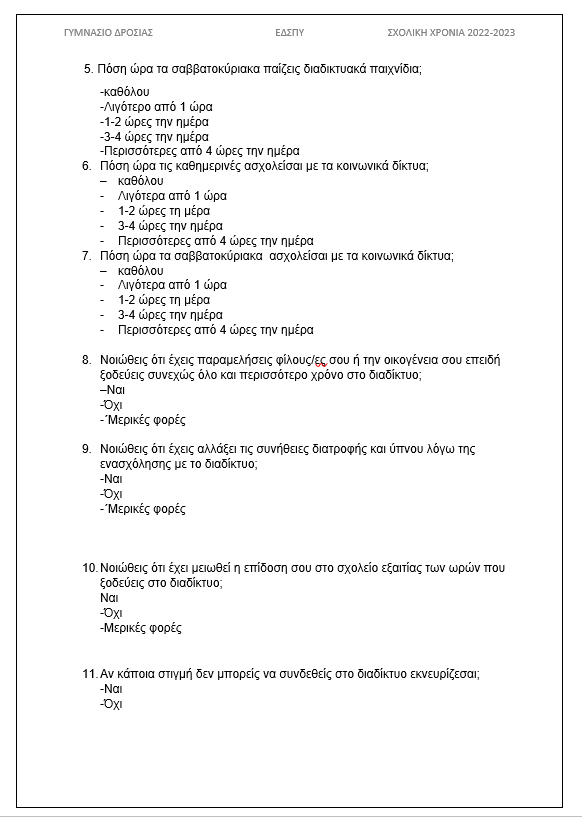 ΓΥΜΝΑΣΙΟ ΔΡΟΣΙΑΣ ΕΔΣΠΥ ΣΧΟΛΙΚΗ ΧΡΟΝΙΑ 2022-2023
5. Πόση ώρα τα σαββατοκύριακα παίζεις διαδικτυακά παιχνίδια;
-καθόλου
-Λιγότερο από 1 ώρα
-1-2 ώρες την ημέρα
-3-4 ώρες την ημέρα
-Περισσότερες από 4 ώρες την ημέρα
6. Πόση ώρα τις καθημερινές ασχολείσαι με τα κοινωνικά δίκτυα;
– καθόλου
- Λιγότερα από 1 ώρα
- 1-2 ώρες τη μέρα
- 3-4 ώρες την ημέρα
- Περισσότερες από 4 ώρες την ημέρα
7. Πόση ώρα τα σαββατοκύριακα ασχολείσαι με τα κοινωνικά δίκτυα;
– καθόλου
- Λιγότερα από 1 ώρα
- 1-2 ώρες τη μέρα
- 3-4 ώρες την ημέρα
- Περισσότερες από 4 ώρες την ημέρα
8. Νοιώθεις ότι έχεις παραμελήσεις φίλους/ες σου ή την οικογένεια σου επειδή
ξοδεύεις συνεχώς όλο και περισσότερο χρόνο στο διαδίκτυο;
–Ναι
-Όχι
-΄Μερικές φορές
9. Νοιώθεις ότι έχεις αλλάξει τις συνήθειες διατροφής και ύπνου λόγω της
ενασχόλησης με το διαδίκτυο;
-Ναι
-Όχι
-΄Μερικές φορές
10. Νοιώθεις ότι έχει μειωθεί η επίδοση σου στο σχολείο εξαιτίας των ωρών που
ξοδεύεις στο διαδίκτυο;
Ναι
-Όχι
-Μερικές φορές
11. Αν κάποια στιγμή δεν μπορείς να συνδεθείς στο διαδίκτυο εκνευρίζεσαι;
-Ναι
-Όχι